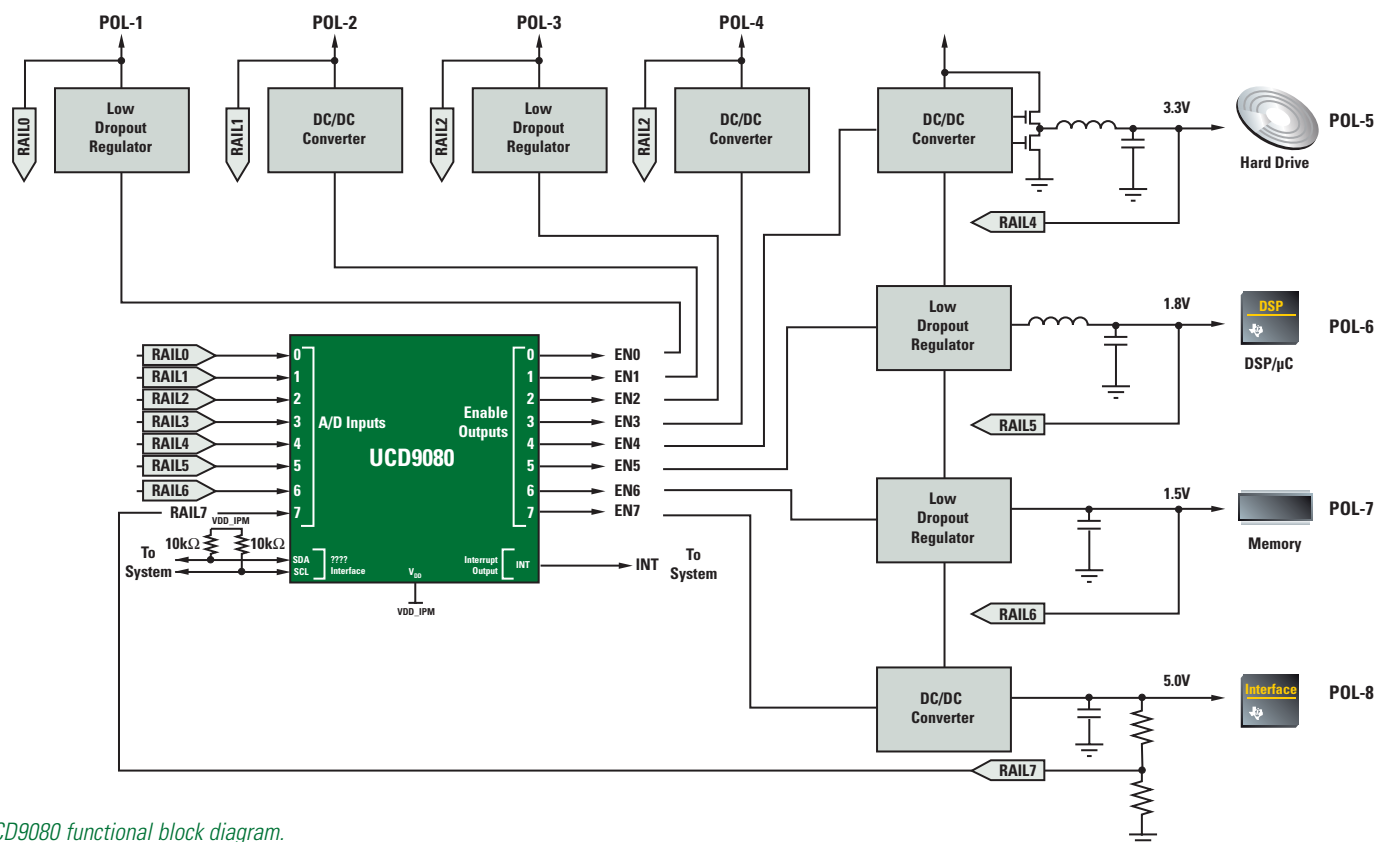 POL-1
POL-2
POL-3
POL-4
RAIL0
Low
Dropout
Regulator
RAIL1
DC/DC
Converter
RAIL2
Low
Dropout
Regulator
RAIL2
DC/DC
Converter
DC/DC
Converter
3.3V
POL-5
Hard Drive
RAIL4
Low
Dropout
Regulator
1.8V
DSP
POL-6
DSP/µC
RAIL5
RAIL0
RAIL1
RAIL2
RAIL3
RAIL4
RAIL5
RAIL6
RAIL7
0
1
2
3
4
5
6
7
A/D Inputs
UCD9080
Enable
Outputs
0
1
2
3
4
5
6
7
EN0
EN1
EN2
EN3
EN4
EN5
EN6
EN7
VDD_IPM
10kΩ
10kΩ
To
System
SDA
SCL
????
Interface
VDD
VDD_IPM
Interrupt
Output
INT
INT
To
System
Low
Dropout
Regulator
1.5V
POL-7
Memory
RAIL6
DC/DC
Converter
5.0V
Interface
POL-8
RAIL7
CD9080 functional block diagram.